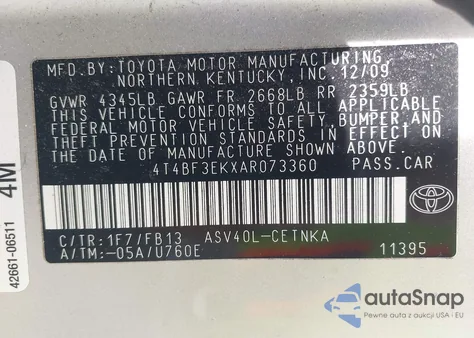 MFD.BY: TOYOTA MOTOR MANUFACTURING,
NORTHERN KENTUCKY, INC. 12/09
GVWR 4345LB GAWR FR 2668LB RR 2359LB
THIS VEHICLE CONFORMS TO ALL APPLICABLE
FEDERAL MOTOR VEHICLE SAFETY, BUMPER, AND
THEFT PREVENTION STANDARDS IN EFFECT ON
THE DATE OF MANUFACTURE SHOWN ABOVE.
4T4BF3EKXAR073360 PASS.CAR
C/TR: 1F7/FB13 ASV40L-CETNKA
A/TM: -05A/U760E 11395
TOYOTA
42661-06511 4M
autoSnap
Pewne auta z aukcji USA i EU